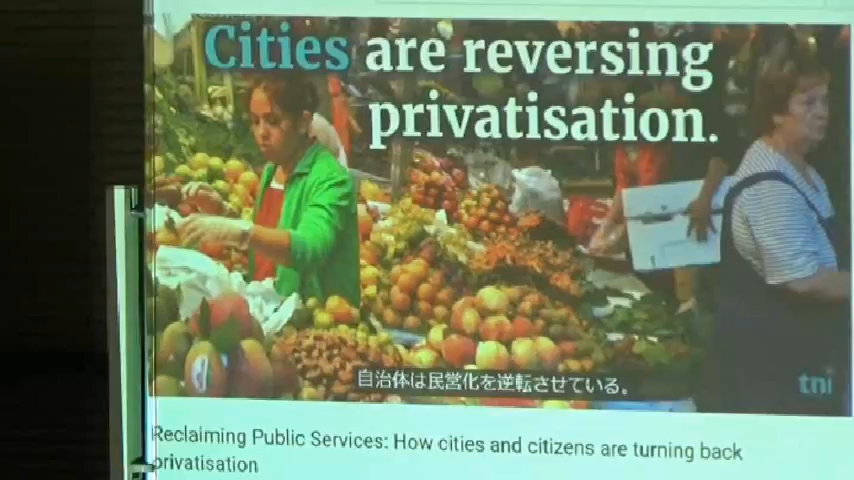 Cities are reversing
privatisation.
自治体は民営化を逆転させている。
tni
Reclaiming Public Services: How cities and citizens are turning back
privatisation